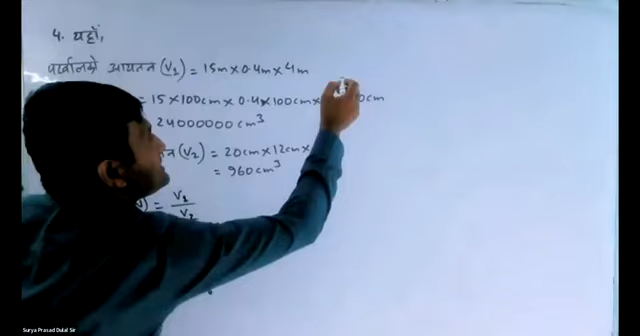 4. यहाँ,
पर्खालको आयतन (V₁) = 15m × 0.4m × 4m
= 15 × 100cm × 0.4 × 100cm × 0cm
24000000 cm³
न (V₂) = 20cm × 12cm ×
= 960 cm³
) = V₁/V₂
Surya Prasad Dulal Sir